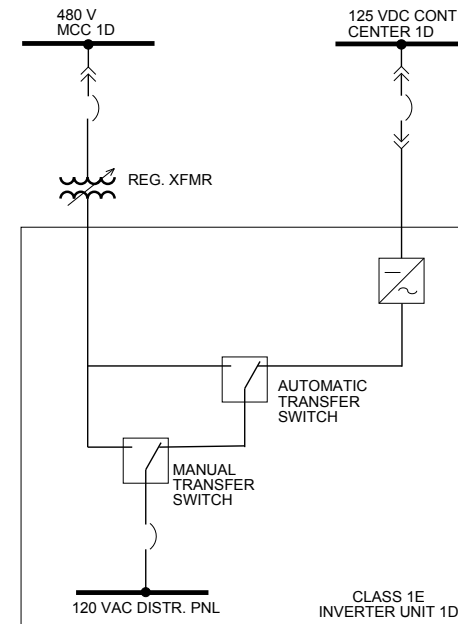 480 V
MCC 1D
125 VDC CONT
CENTER 1D
REG. XFMR
AUTOMATIC
TRANSFER
SWITCH
MANUAL
TRANSFER
SWITCH
120 VAC DISTR. PNL
CLASS 1E
INVERTER UNIT 1D